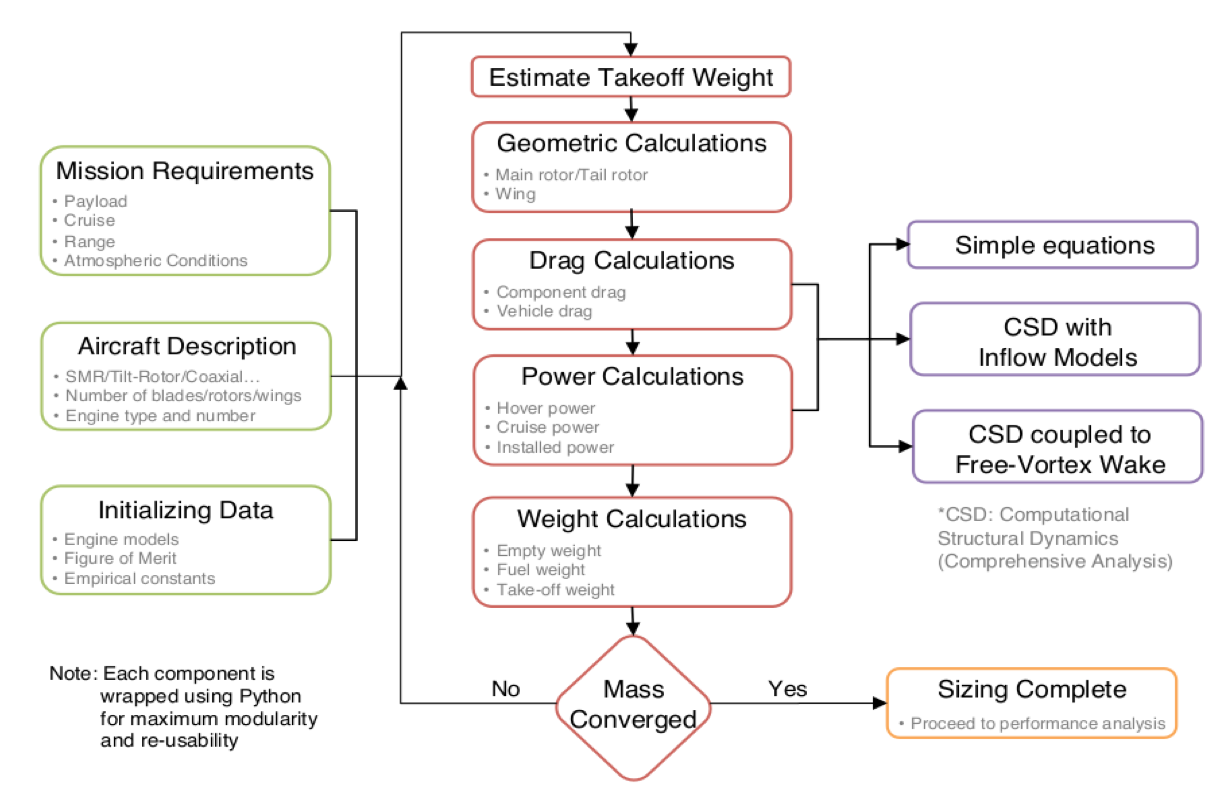 Estimate Takeoff Weight
Geometric Calculations
• Main rotor/Tail rotor
• Wing
Mission Requirements
• Payload
• Cruise
• Range
• Atmospheric Conditions
Drag Calculations
• Component drag
• Vehicle drag
Simple equations
CSD with
Inflow Models
Aircraft Description
• SMR/Tilt-Rotor/Coaxial...
• Number of blades/rotors/wings
• Engine type and number
Power Calculations
• Hover power
• Cruise power
• Installed power
CSD coupled to
Free-Vortex Wake
Initializing Data
• Engine models
• Figure of Merit
• Empirical constants
Weight Calculations
• Empty weight
• Fuel weight
• Take-off weight
*CSD: Computational
Structural Dynamics
(Comprehensive Analysis)
Note: Each component is
wrapped using Python
for maximum modularity
and re-usability
No
Mass
Converged
Yes
Sizing Complete
• Proceed to performance analysis